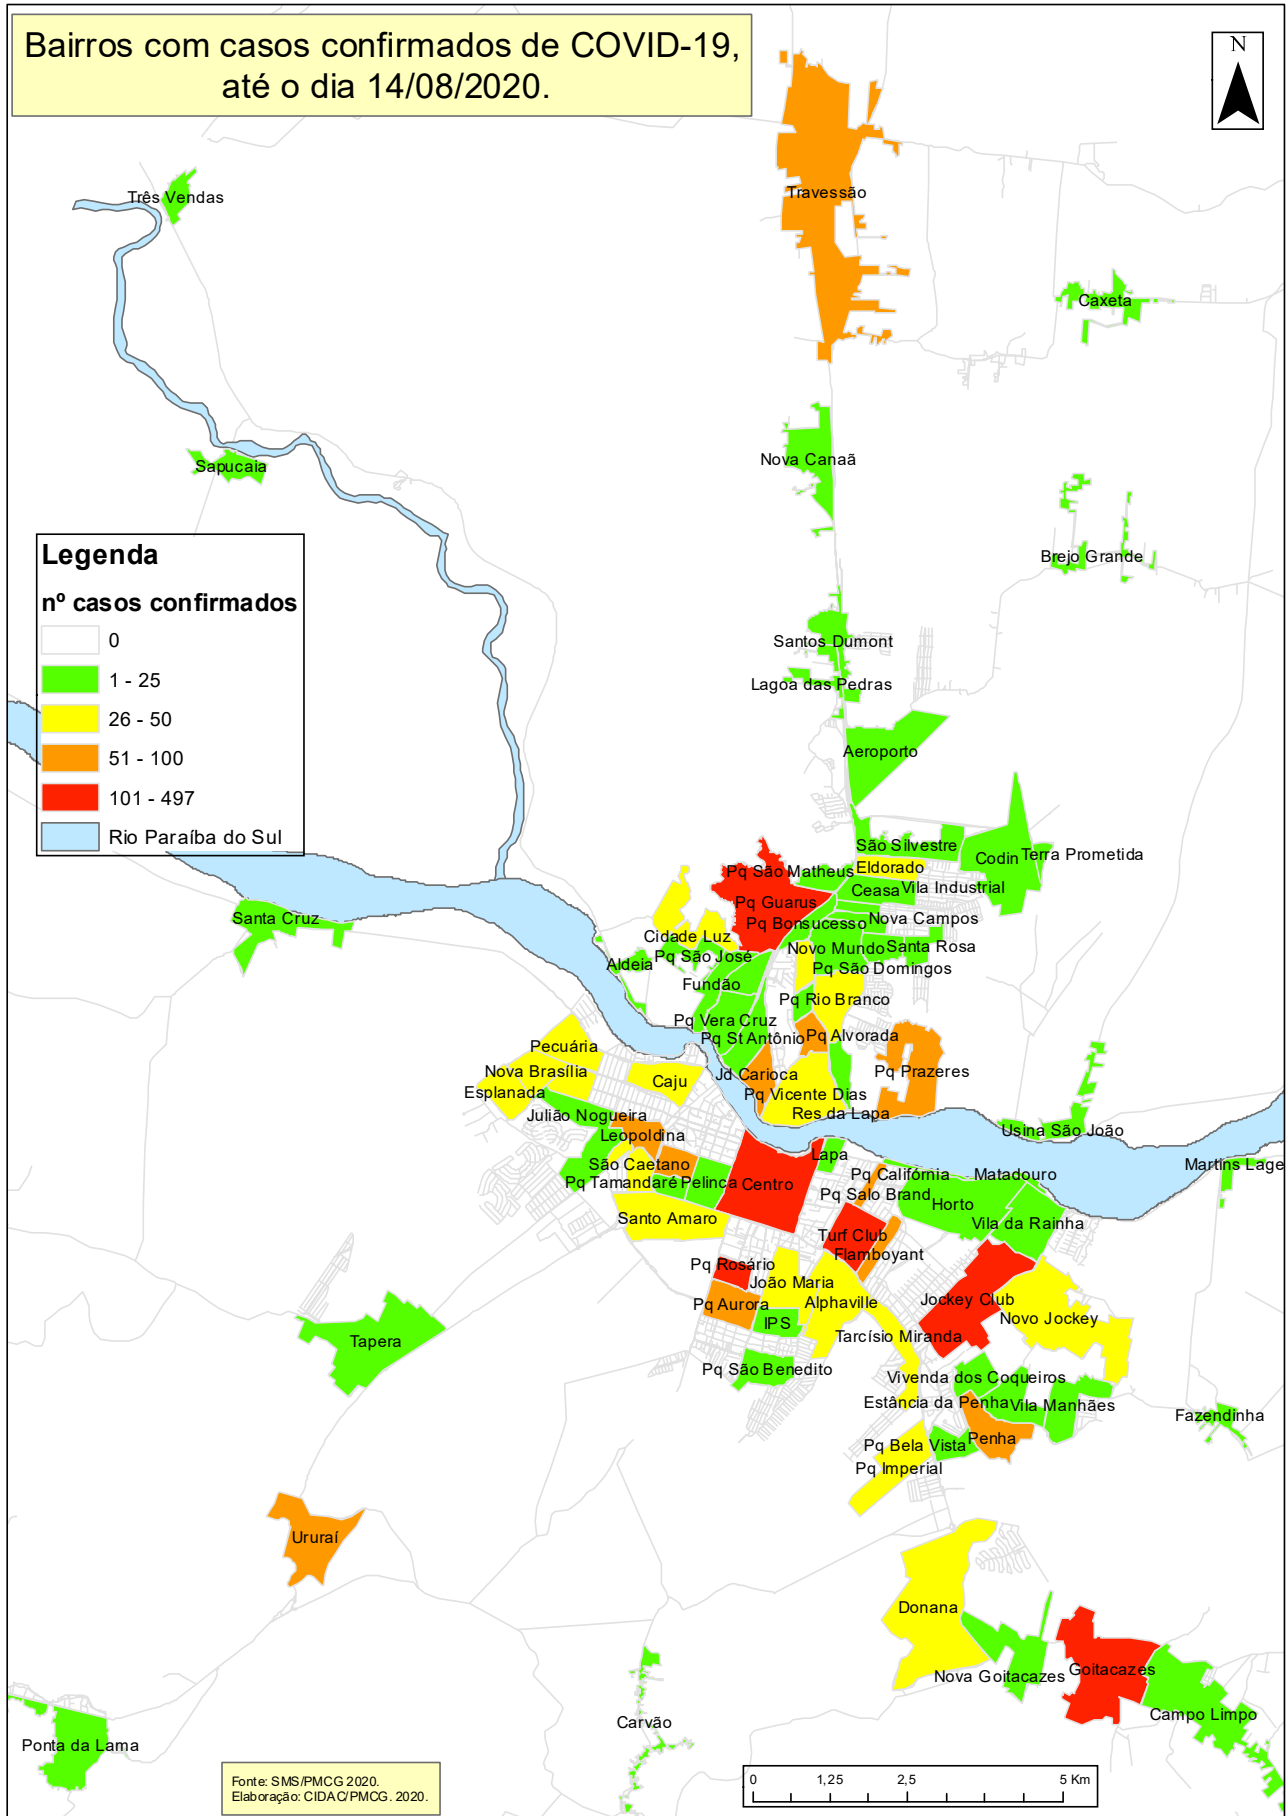 Bairros com casos confirmados de COVID-19,
até o dia 14/08/2020.
N
Travessão
Três Vendas
Caxeta
Nova Canaã
Sapucaia
Brejo Grande
Legenda
nº casos confirmados
0
1 - 25
26 - 50
51 - 100
101 - 497
Rio Paraíba do Sul
Santos Dumont
Lagoa das Pedras
Aeroporto
São Silvestre
Codin
Terra Prometida
Eldorado
Pq São Matheus
Ceasa
Vila Industrial
Pq Guarus
Santa Cruz
Pq Bonsucesso
Nova Campos
Cidade Luz
Novo Mundo
Santa Rosa
Pq São José
Aldeia
Pq São Domingos
Fundão
Pq Rio Branco
Pq Vera Cruz
Pq St Antônio
Pq Alvorada
Pecuária
Nova Brasília
Caju
Jd Carioca
Pq Prazeres
Esplanada
Pq Vicente Dias
Julião Nogueira
Res da Lapa
Leopoldina
Usina São João
Lapa
São Caetano
Martins Lage
Pq Califórnia
Matadouro
Pq Tamandaré
Pelinca
Centro
Pq Salo Brand
Horto
Santo Amaro
Vila da Rainha
Turf Club
Flamboyant
Pq Rosário
João Maria
Pq Aurora
Alphaville
Jockey Club
Novo Jockey
IPS
Tarcísio Miranda
Tapera
Pq São Benedito
Vivenda dos Coqueiros
Estância da Penha
Vila Manhães
Fazendinha
Pq Bela Vista
Penha
Pq Imperial
Ururaí
Donana
Nova Goitacazes
Goitacazes
Campo Limpo
Carvão
Ponta da Lama
Fonte: SMS/PMCG 2020.
Elaboração: CIDAC/PMCG. 2020.
0 1,25 2,5 5 Km